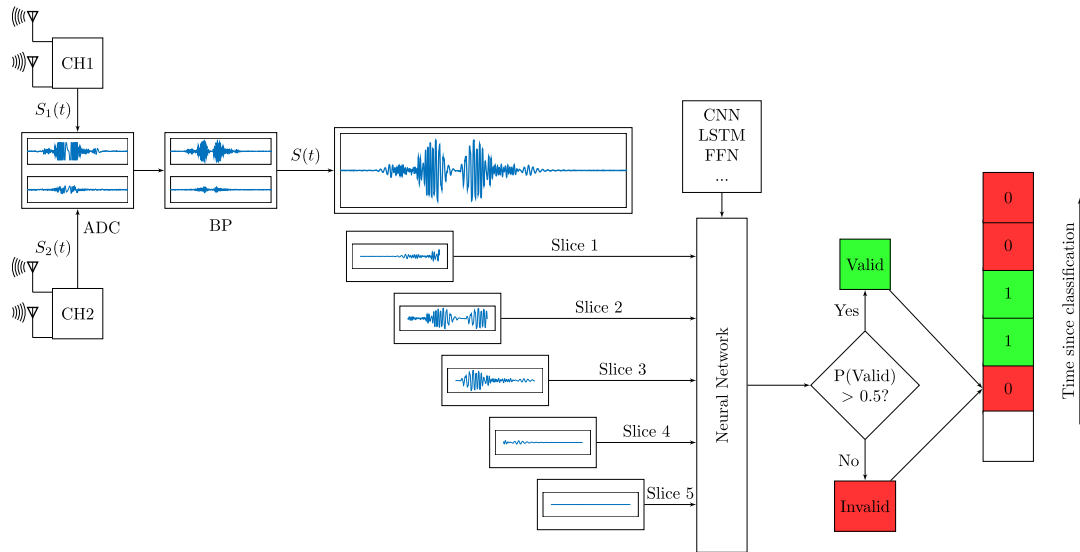 CH1
S₁(t)
ADC
BP
S₂(t)
CH2
S(t)
Slice 1
Slice 2
Slice 3
Slice 4
Slice 5
CNN
LSTM
FFN
...
Neural Network
Valid
Yes
P(Valid)
> 0.5?
No
Invalid
0
0
1
1
0
Time since classification